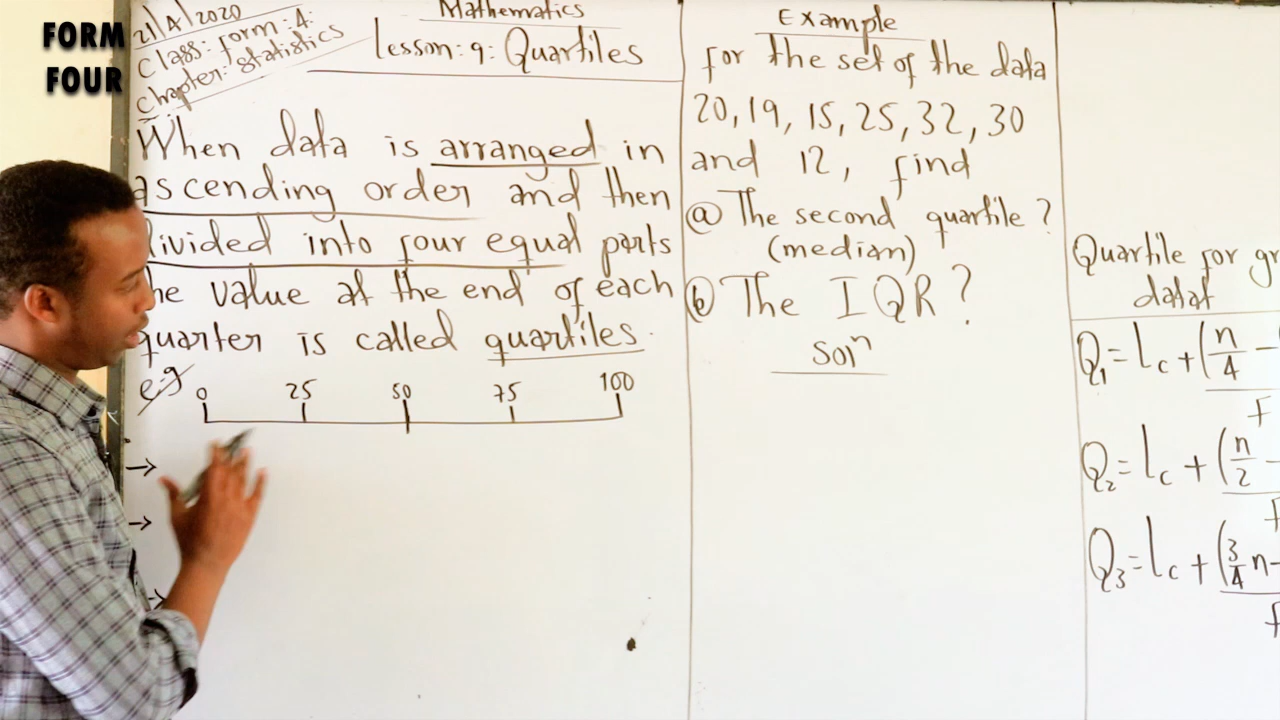 FORM
FOUR
21/4/2020
Class: form: 4:
Chapter: statistics
Mathematics
Lesson: 9: Quartiles
When data is arranged in
ascending order and then
divided into four equal parts
the value at the end of each
quarter is called quartiles.
e.g
0 25 50 75 100
→
→
Example
for the set of the data
20, 19, 15, 25, 32, 30
and 12, find
(a) The second quartile?
(median)
(b) The IQR?
Solⁿ
Quartile for gr
datat
Q₁ = Lc + (n/4 -
f
Q₂ = Lc + (n/2 -
f
Q₃ = Lc + (3/4 n -
f